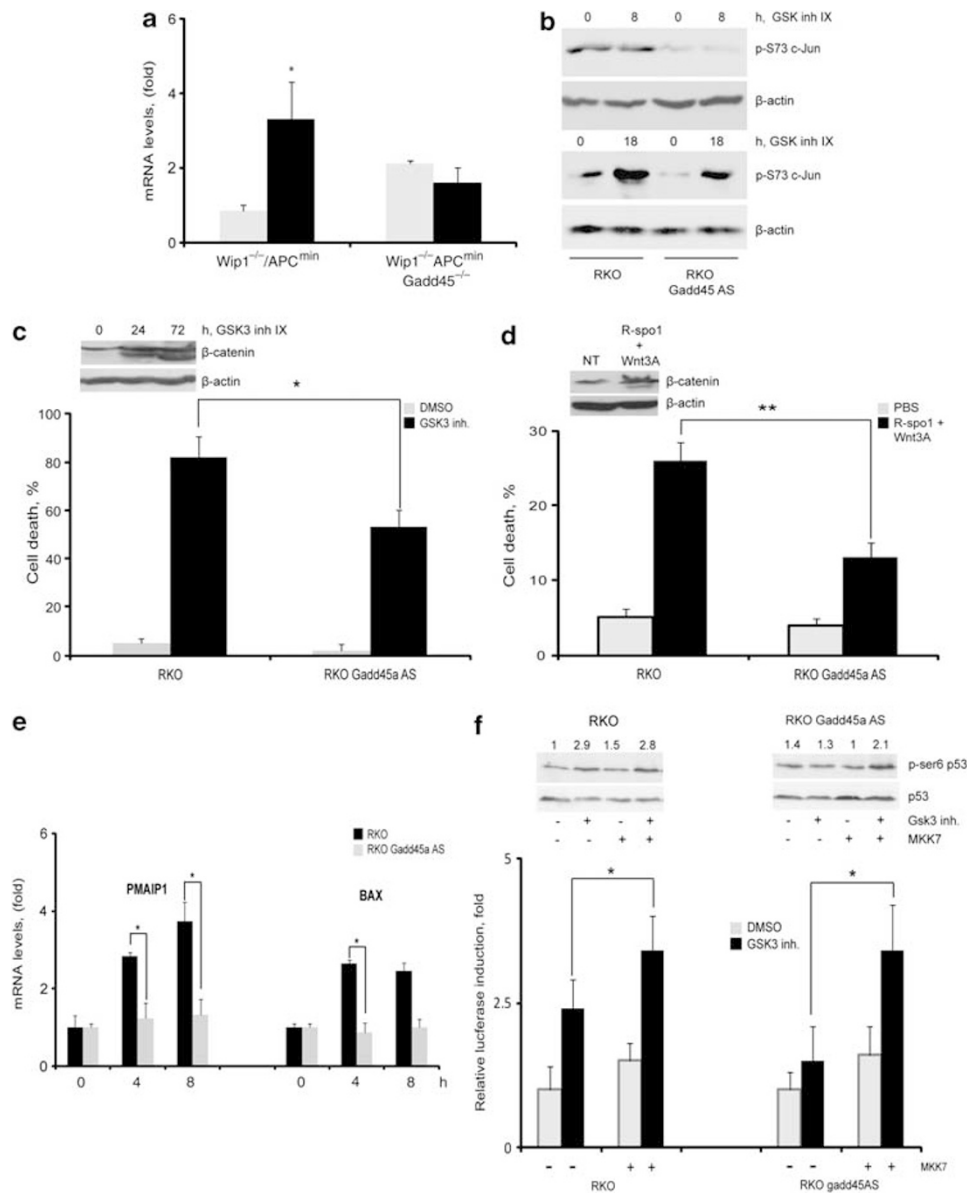 a
mRNA levels, (fold)
6
4
2
0
*
Wip1–/–/APCmin
Wip1–/– APCmin
Gadd45–/–
b
0 8 0 8 h, GSK inh IX
p-S73 c-Jun
β-actin
0 18 0 18 h, GSK inh IX
p-S73 c-Jun
β-actin
RKO
RKO
Gadd45 AS
c
0 24 72 h, GSK3 inh IX
β-catenin
β-actin
*
DMSO
GSK3 inh.
Cell death, %
100
80
60
40
20
0
RKO
RKO Gadd45a AS
d
R-spo1
+
NT Wnt3A
β-catenin
β-actin
**
PBS
R-spo1 +
Wnt3A
Cell death, %
30
20
10
0
RKO
RKO Gadd45a AS
e
RKO
RKO Gadd45a AS
PMAIP1
BAX
* * *
mRNA levels, (fold)
6
4
2
0
0 4 8 0 4 8 h
f
RKO
RKO Gadd45a AS
1 2.9 1.5 2.8 1.4 1.3 1 2.1
p-ser6 p53
p53
- + - + - + - + Gsk3 inh.
- - + + - - + + MKK7
Relative luciferase induction, fold
5
2.5
0
* *
DMSO
GSK3 inh.
– – + + – – + + MKK7
RKO
RKO gadd45AS